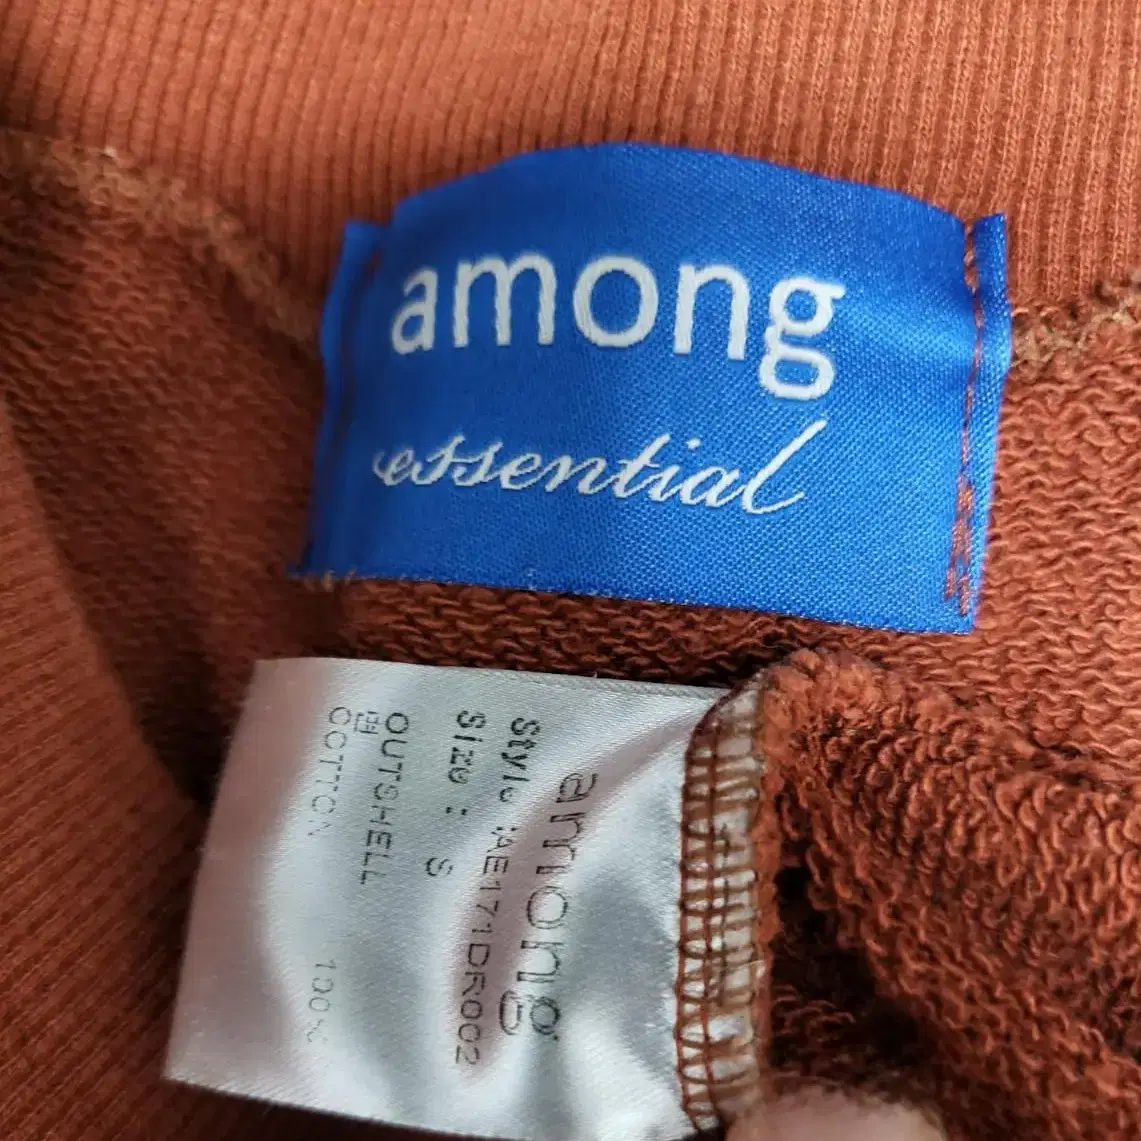 among
essential
among
Style :AE171DR002
Size : S
OUTSHELL
COTTON 100%